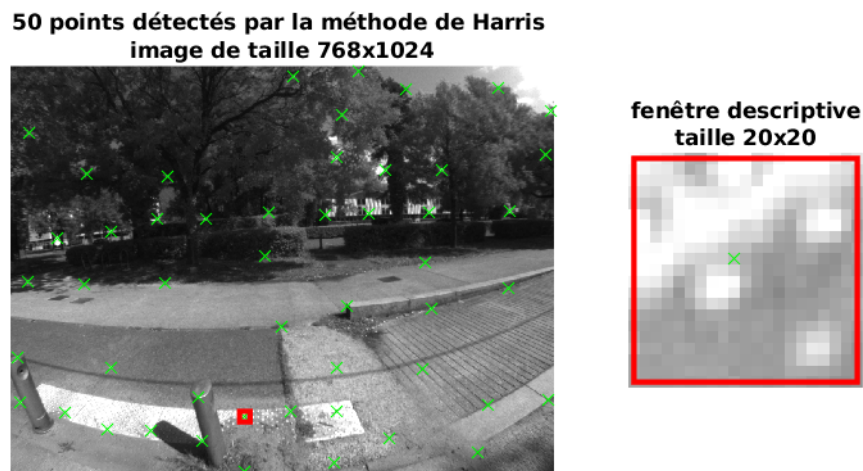 50 points détectés par la méthode de Harris
image de taille 768x1024
fenêtre descriptive
taille 20x20